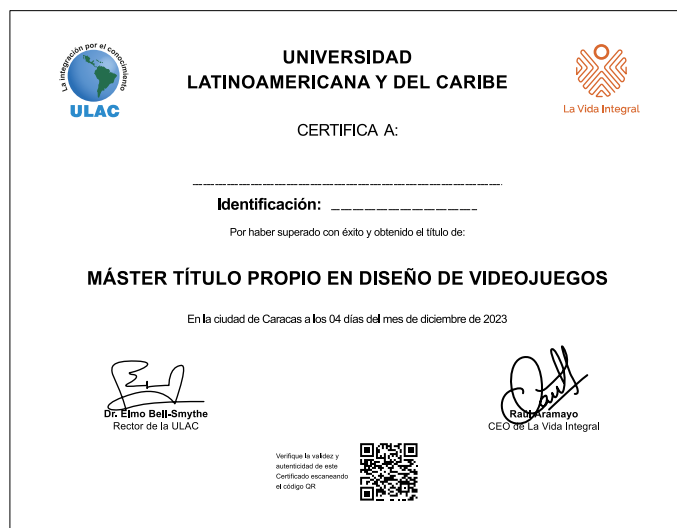 La integración por el conocimiento
ULAC
UNIVERSIDAD
LATINOAMERICANA Y DEL CARIBE
La Vida Integral
CERTIFICA A:
Identificación:
Por haber superado con éxito y obtenido el título de:
MÁSTER TÍTULO PROPIO EN DISEÑO DE VIDEOJUEGOS
En la ciudad de Caracas a los 04 días del mes de diciembre de 2023
Dr. Elmo Bell-Smythe
Rector de la ULAC
Raúl Aramayo
CEO de La Vida Integral
Verifique la validez y
autenticidad de este
Certificado escaneando
el código QR